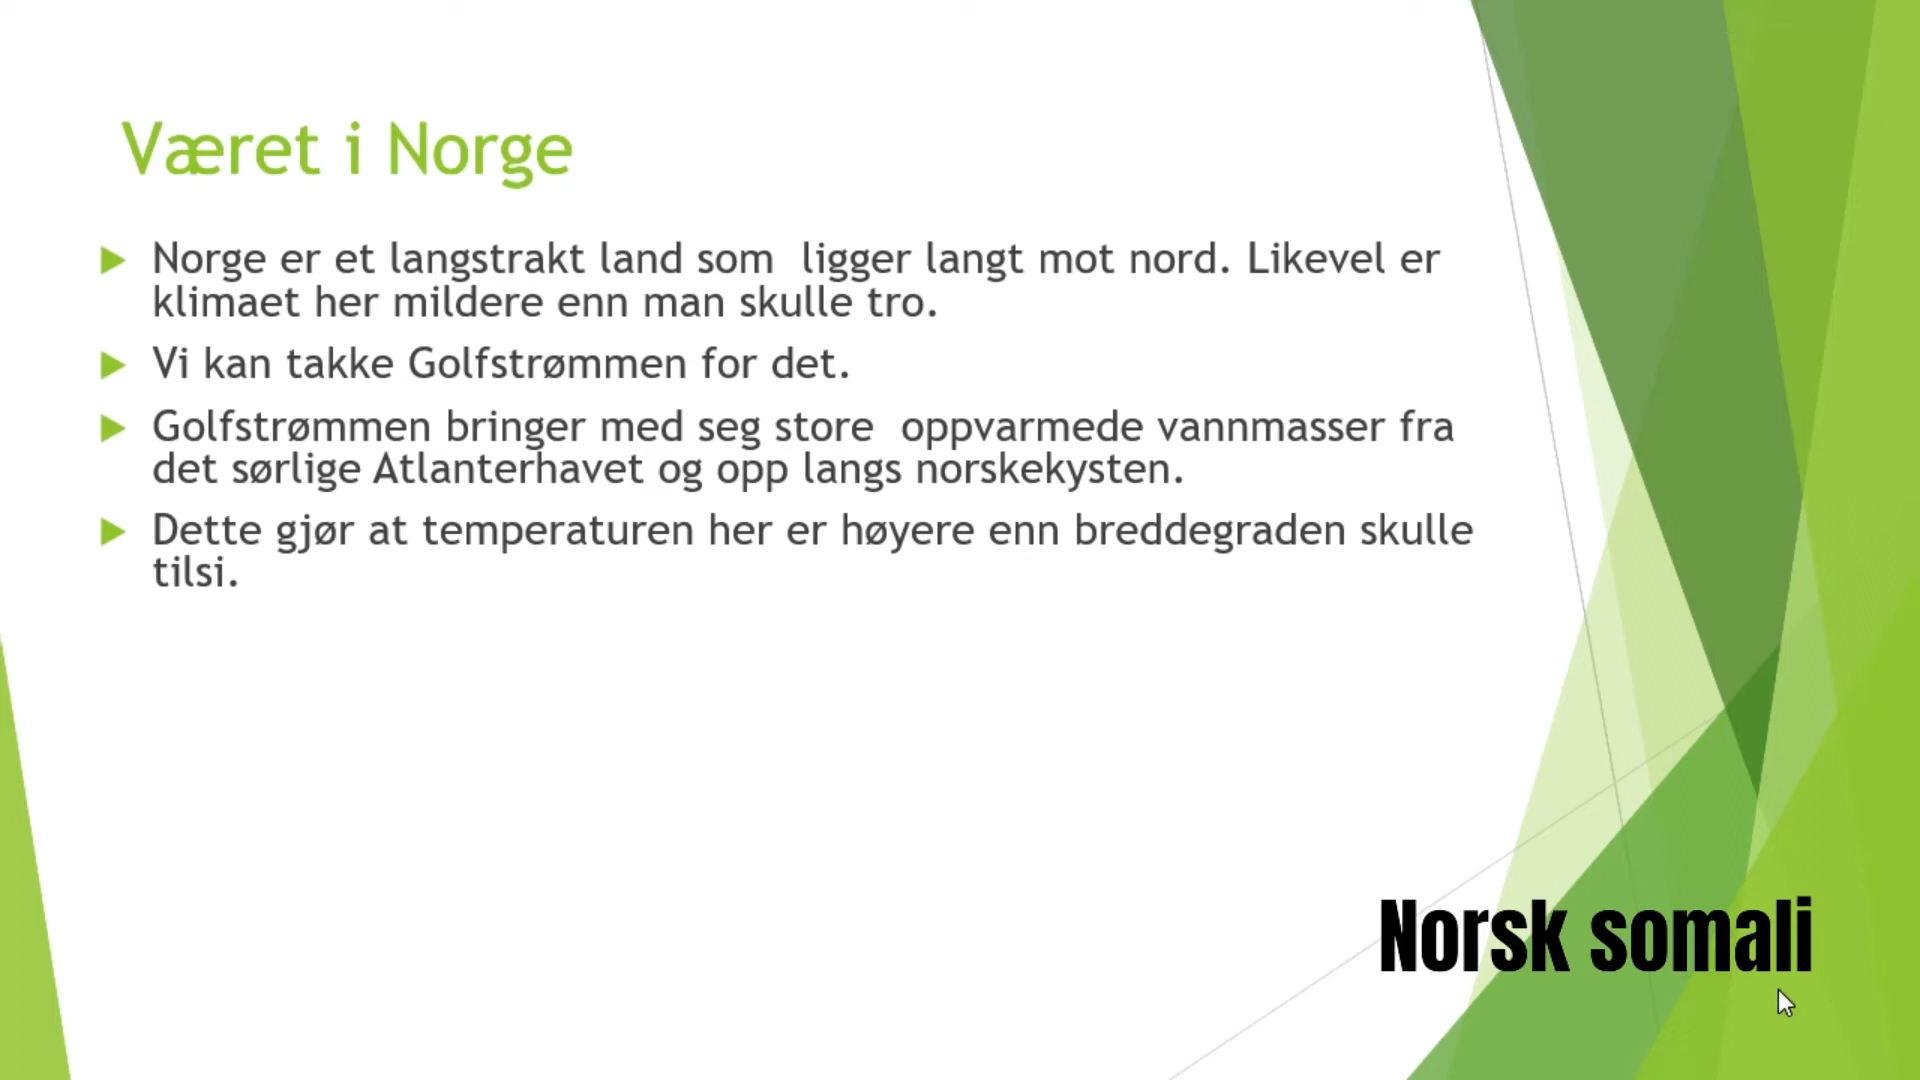 Været i Norge
Norge er et langstrakt land som  ligger langt mot nord. Likevel er
klimaet her mildere enn man skulle tro.
Vi kan takke Golfstrømmen for det.
Golfstrømmen bringer med seg store  oppvarmede vannmasser fra
det sørlige Atlanterhavet og opp langs norskekysten.
Dette gjør at temperaturen her er høyere enn breddegraden skulle
tilsi.
Norsk somali